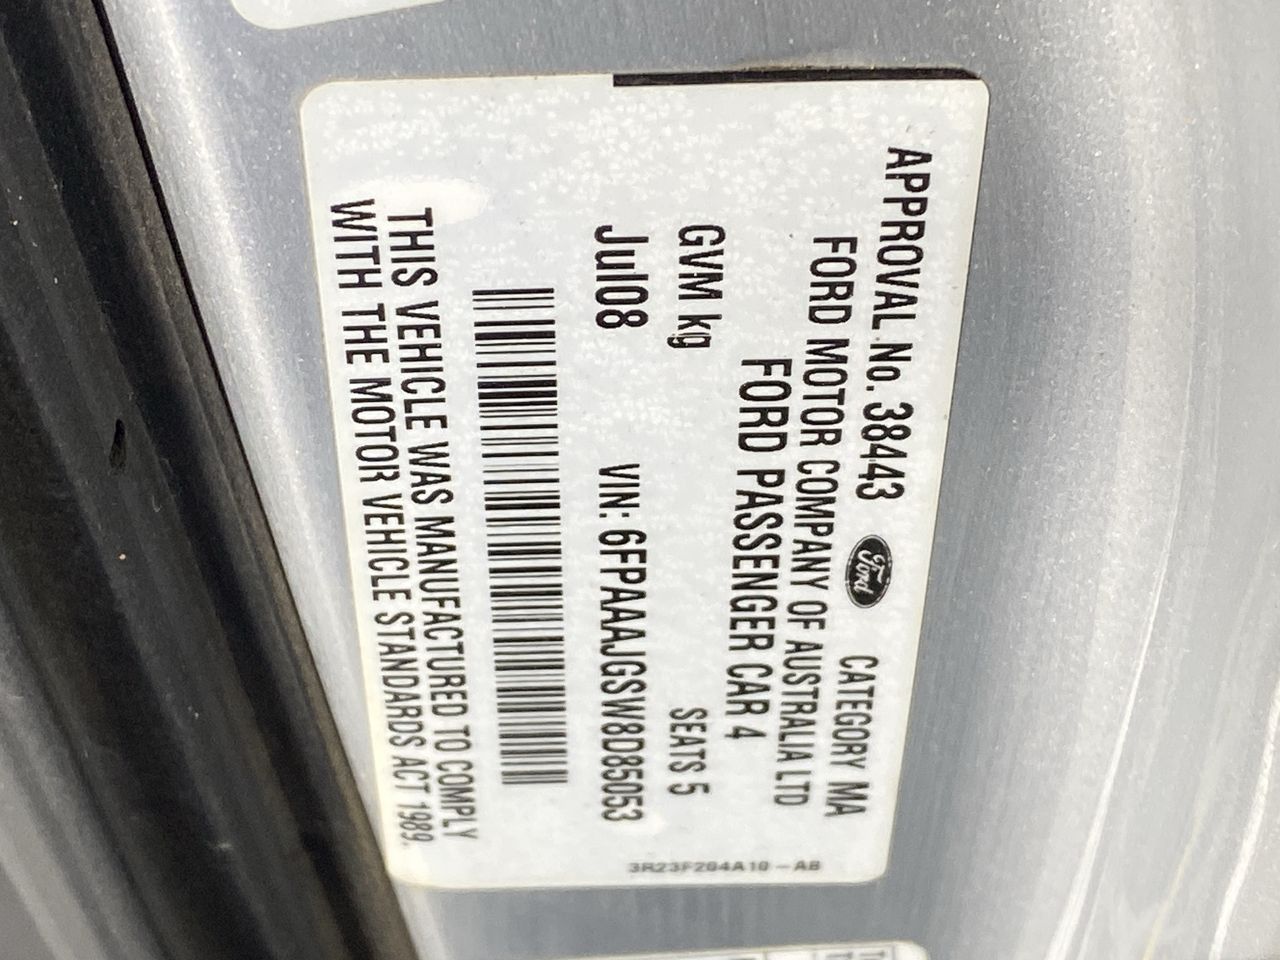 APPROVAL No. 38443 Ford CATEGORY MA
FORD MOTOR COMPANY OF AUSTRALIA LTD
FORD PASSENGER CAR 4
GVM kg SEATS 5
Jul08 VIN: 6FPAAAJGSW8D85053
THIS VEHICLE WAS MANUFACTURED TO COMPLY
WITH THE MOTOR VEHICLE STANDARDS ACT 1989.
3R23F204A10-AB